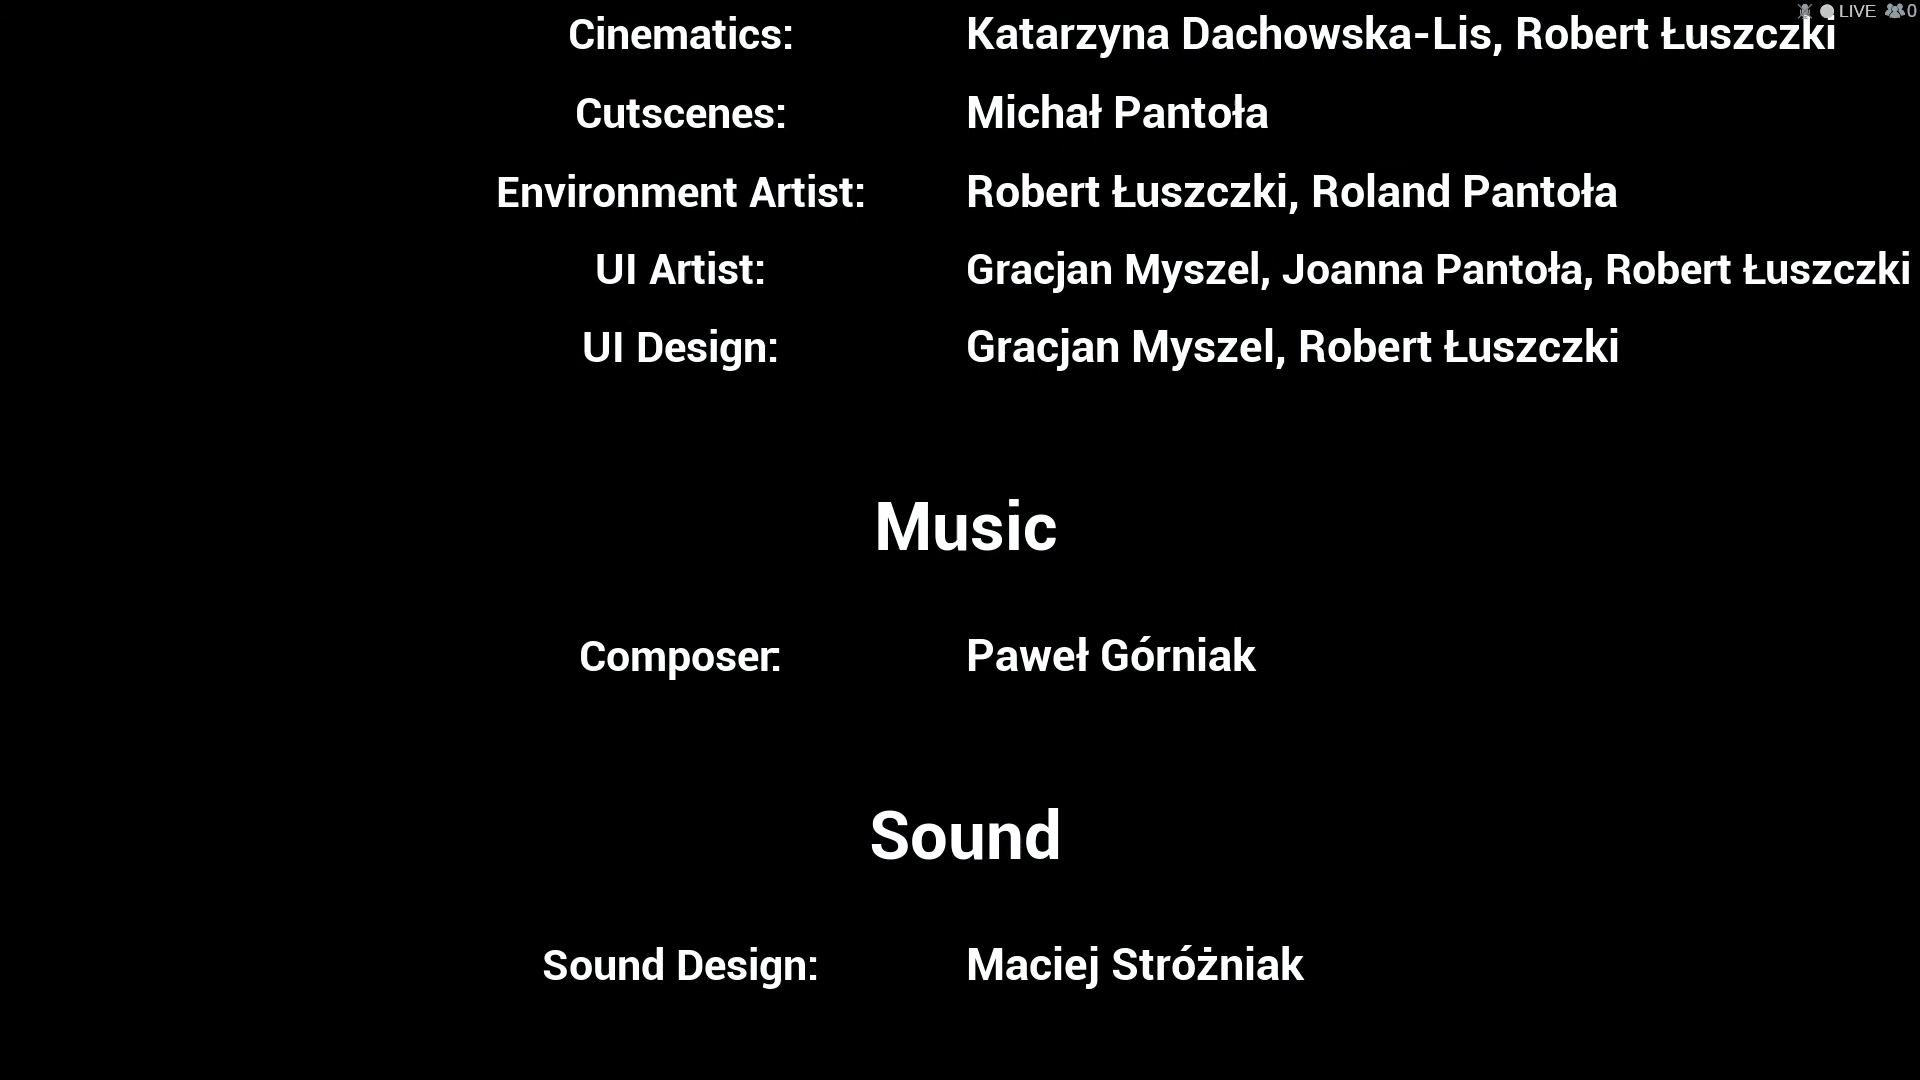 LIVE 0
Cinematics: Katarzyna Dachowska-Lis, Robert Łuszczki
Cutscenes: Michał Pantoła
Environment Artist: Robert Łuszczki, Roland Pantoła
UI Artist: Gracjan Myszel, Joanna Pantoła, Robert Łuszczki
UI Design: Gracjan Myszel, Robert Łuszczki
Music
Composer: Paweł Górniak
Sound
Sound Design: Maciej Stróżniak